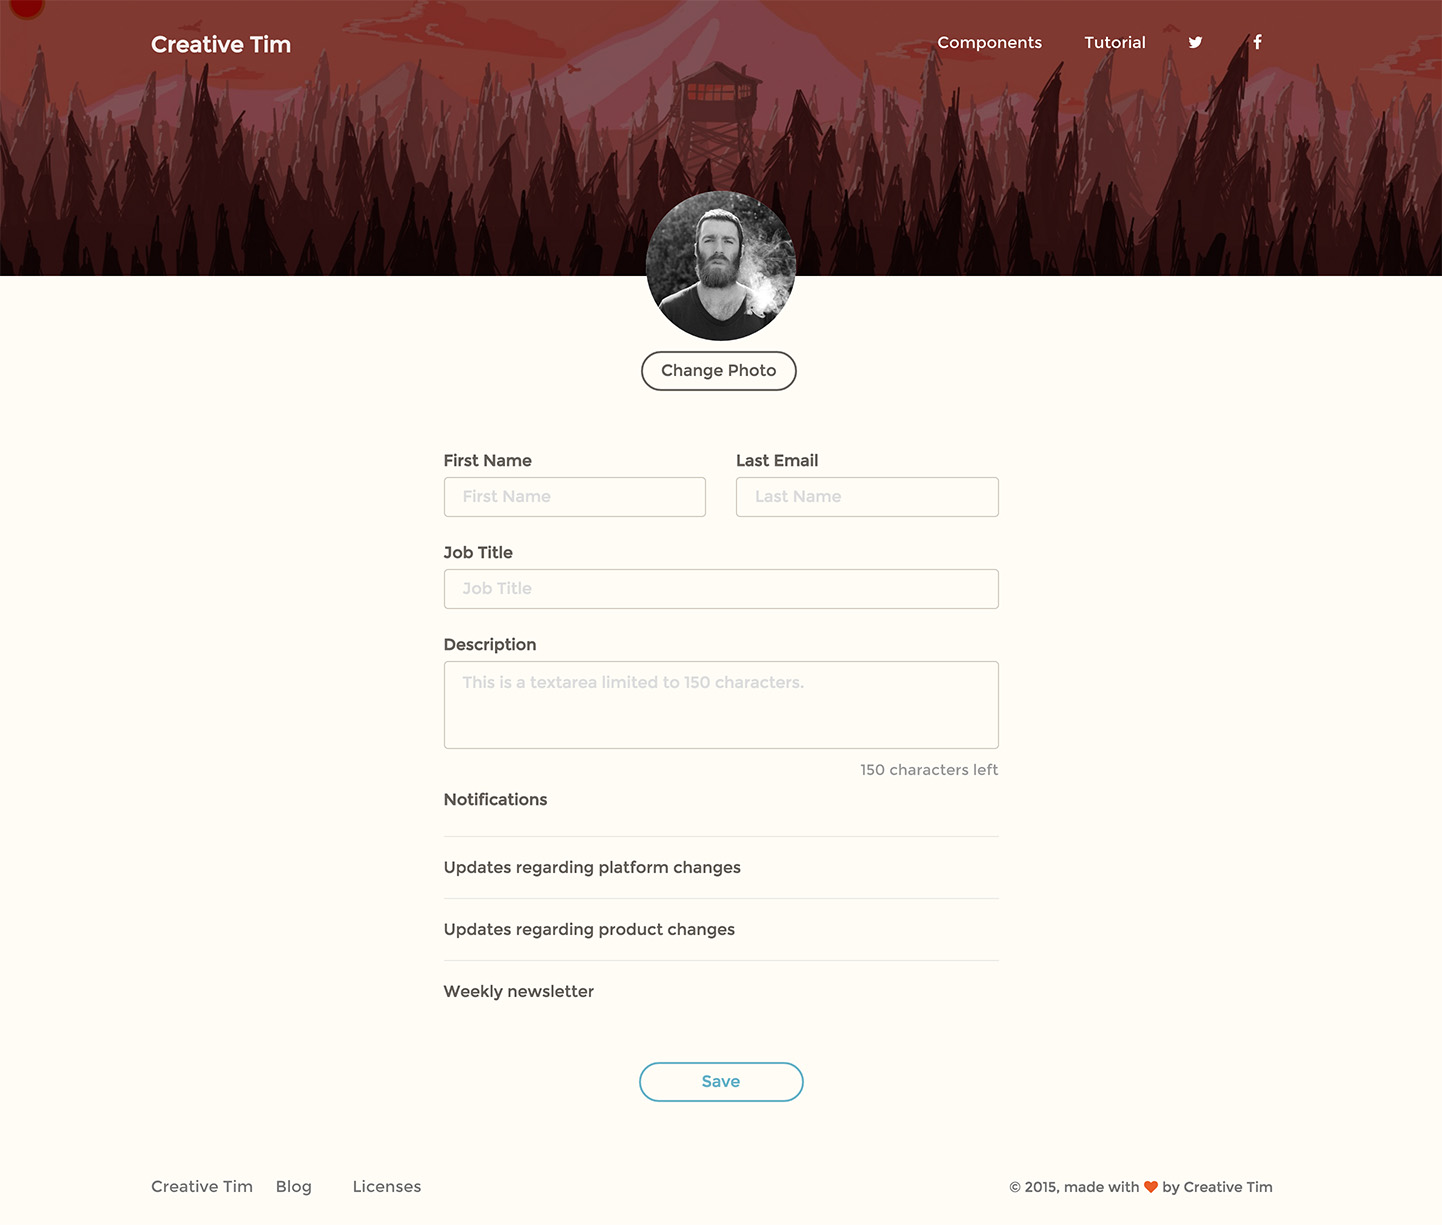 Creative Tim
Components
Tutorial
Change Photo
First Name
Last Email
First Name
Last Name
Job Title
Job Title
Description
This is a textarea limited to 150 characters.
150 characters left
Notifications
Updates regarding platform changes
Updates regarding product changes
Weekly newsletter
Save
Creative Tim Blog Licenses
© 2015, made with ❤ by Creative Tim